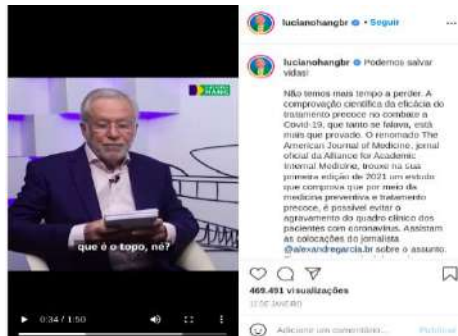 LUCIANO
HANG
que é o topo, né?
0:34 / 1:50
lucianohangbr • Seguir
lucianohangbr Podemos salvar
vidas!
Não temos mais tempo a perder. A
comprovação científica da eficácia do
tratamento precoce no combate a
Covid-19, que tanto se falava, está
mais que provado. O renomado The
American Journal of Medicine, jornal
oficial da Alliance for Academic
Internal Medicine, trouxe na sua
primeira edição de 2021 um estudo
que comprova que por meio da
medicina preventiva e tratamento
precoce, é possível evitar o
agravamento do quadro clínico dos
pacientes com coronavírus. Assistam
as colocações do jornalista
@alexandregarcia.br sobre o assunto.
469.491 visualizações
12 DE JANEIRO
Adicione um comentário...
Publicar